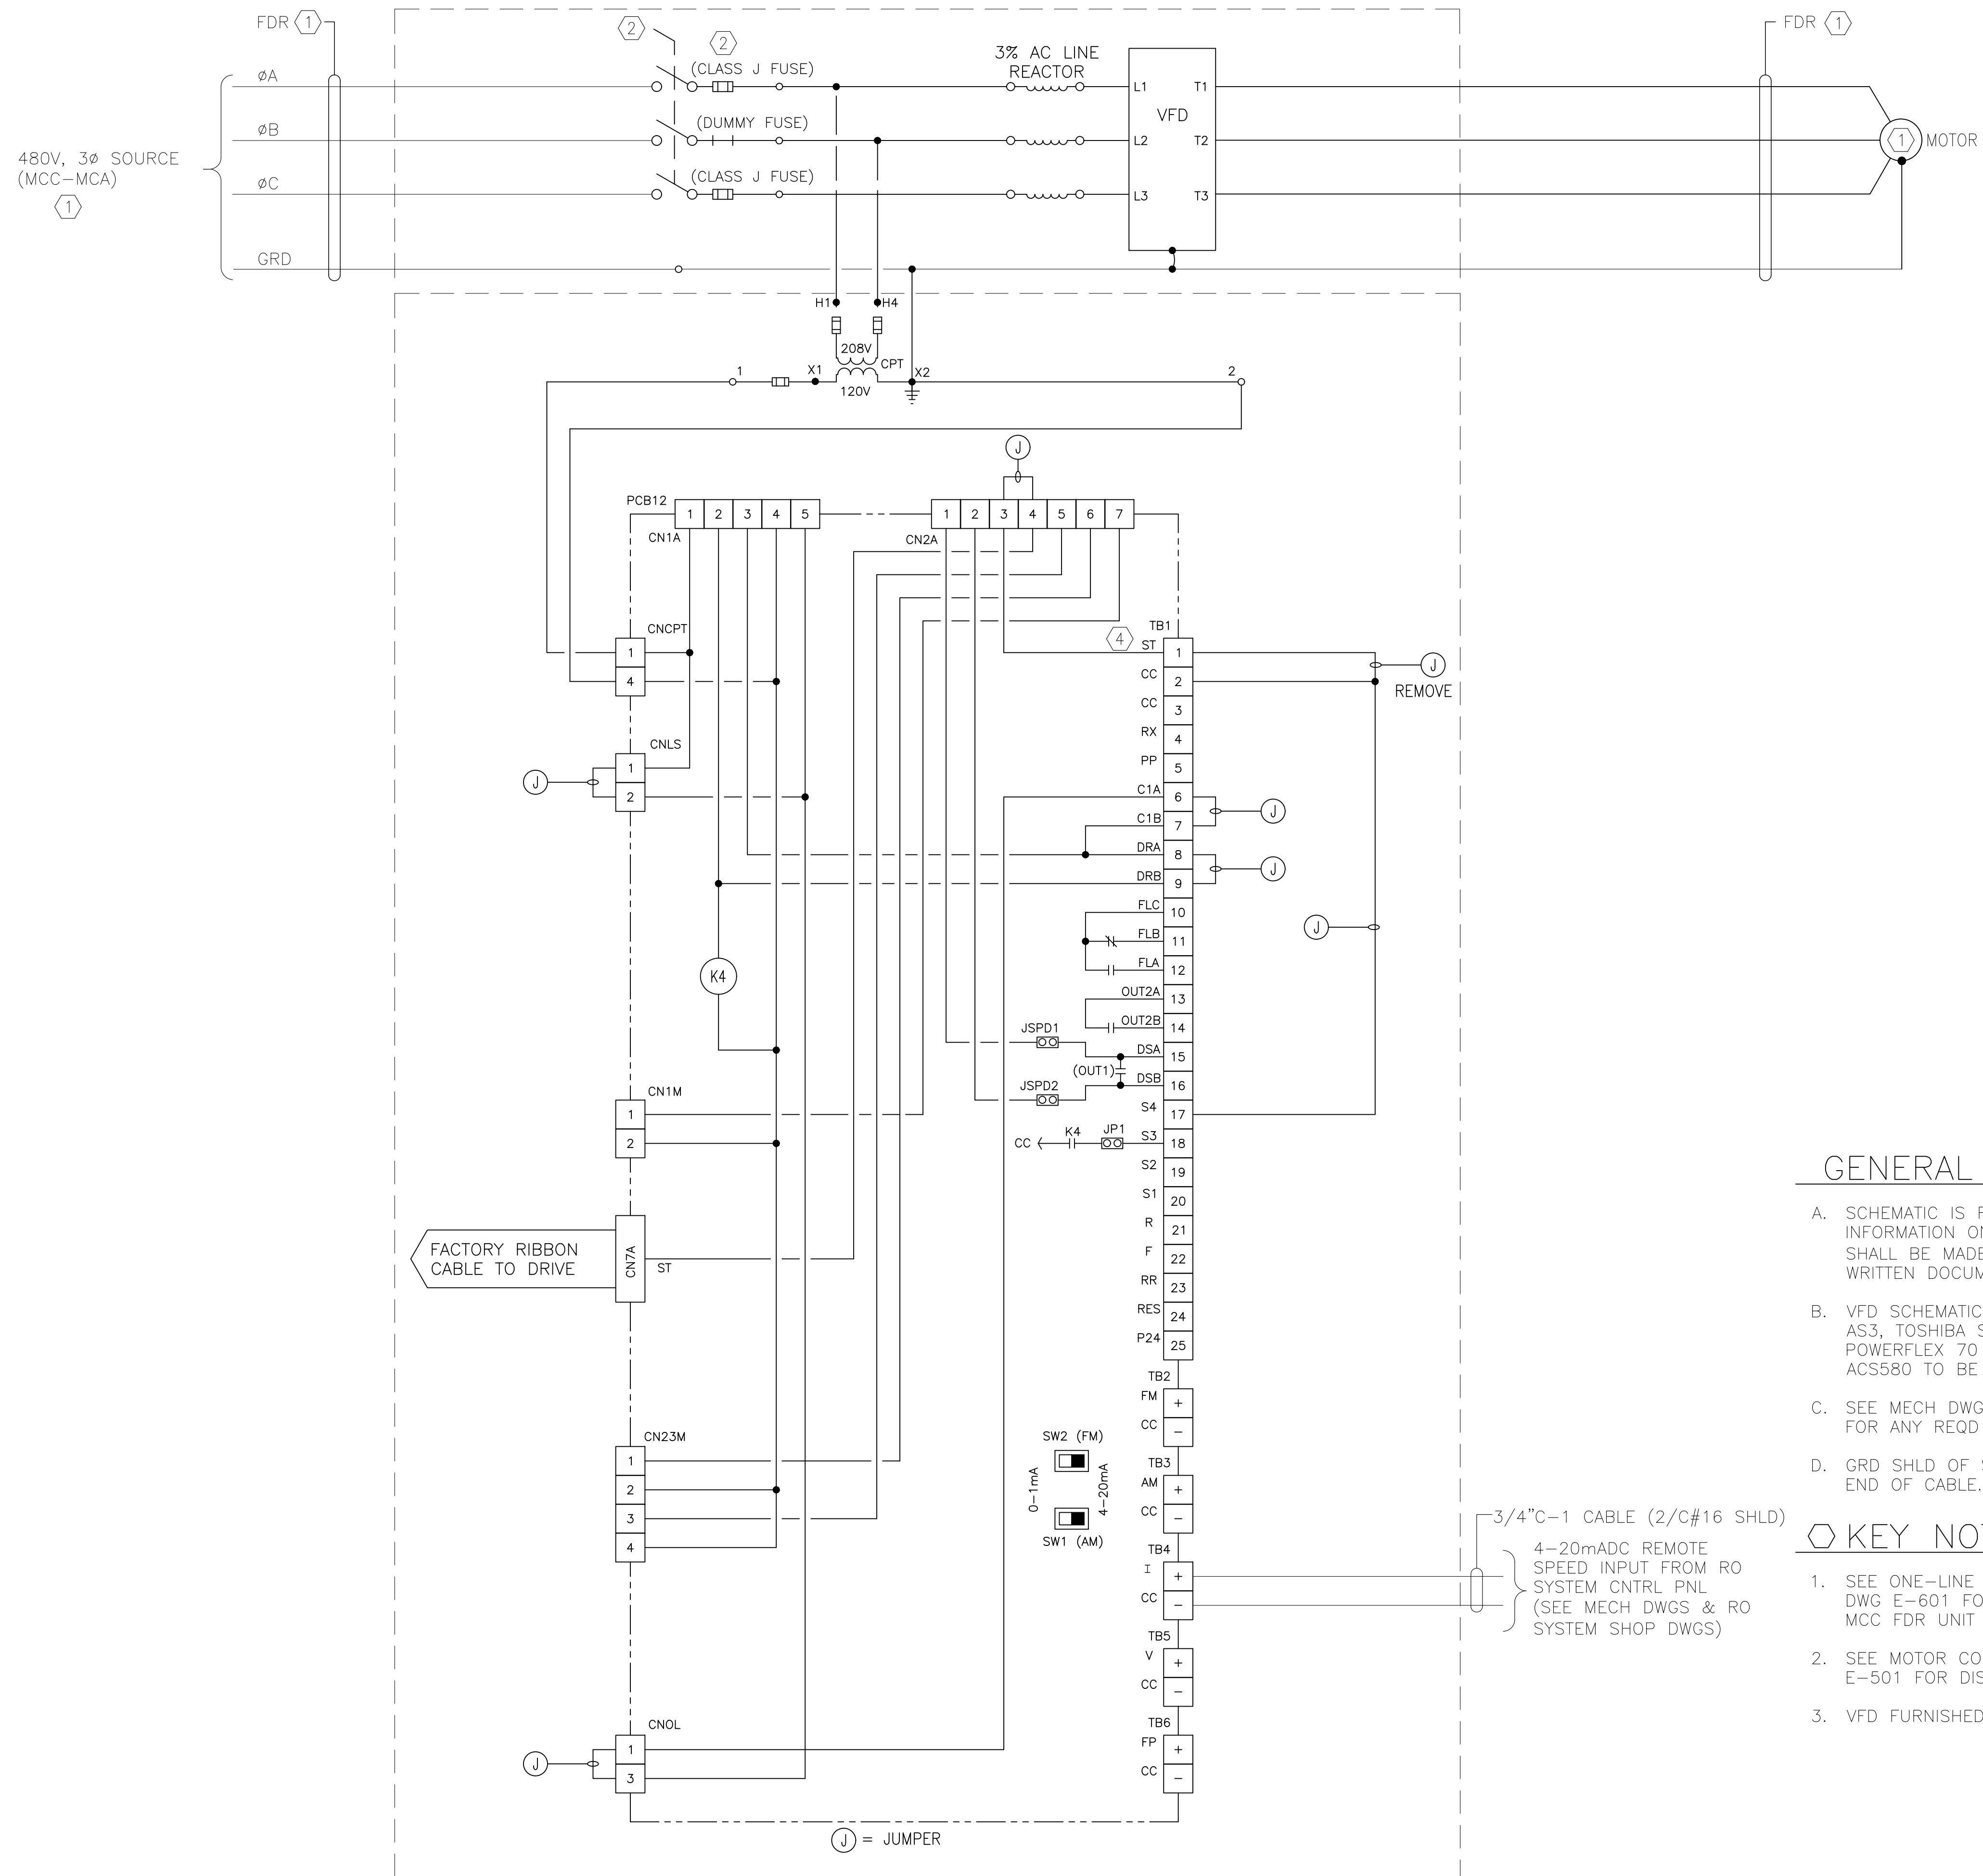 FDR 1
2
2
FDR 1
3% AC LINE
REACTOR
(CLASS J FUSE)
øA
L1 T1
VFD
(DUMMY FUSE)
øB
L2 T2
1 MOTOR
480V, 3ø SOURCE
(MCC-MCA)
1
(CLASS J FUSE)
øC
L3 T3
GRD
H1 H4
208V
CPT
1 X1 X2 2
120V
J
PCB12
1 2 3 4 5
1 2 3 4 5 6 7
CN1A
CN2A
CNCPT
1
4
CNLS
1
2
J
K4
CN1M
1
2
FACTORY RIBBON
CABLE TO DRIVE
CN7A
ST
CN23M
1
2
3
4
CNOL
1
3
J
4
TB1
ST 1
CC 2
CC 3
RX 4
PP 5
C1A 6
C1B 7
DRA 8
DRB 9
FLC 10
FLB 11
FLA 12
OUT2A 13
OUT2B 14
DSA 15
DSB 16
S4 17
S3 18
S2 19
S1 20
R 21
F 22
RR 23
RES 24
P24 25
J
REMOVE
J
J
J
JSPD1
(OUT1)
JSPD2
CC K4 JP1
TB2
FM +
CC -
TB3
AM +
CC -
TB4
I +
CC -
TB5
V +
CC -
TB6
FP +
CC -
SW2 (FM)
0-1mA
4-20mA
SW1 (AM)
3/4"C-1 CABLE (2/C#16 SHLD)
4-20mADC REMOTE
SPEED INPUT FROM RO
SYSTEM CNTRL PNL
(SEE MECH DWGS & RO
SYSTEM SHOP DWGS)
J = JUMPER
GENERAL
A. SCHEMATIC IS
INFORMATION
SHALL BE MADE
WRITTEN
B. VFD SCHEMATIC
AS3, TOSHIBA
POWERFLEX 70
ACS580 TO BE
C. SEE MECH DWG
FOR ANY REQD
D. GRD SHLD OF
END OF CABLE.
KEY
1. SEE ONE-LINE
DWG E-601
MCC FDR UNIT
2. SEE MOTOR
E-501 FOR
3. VFD FURNISHED